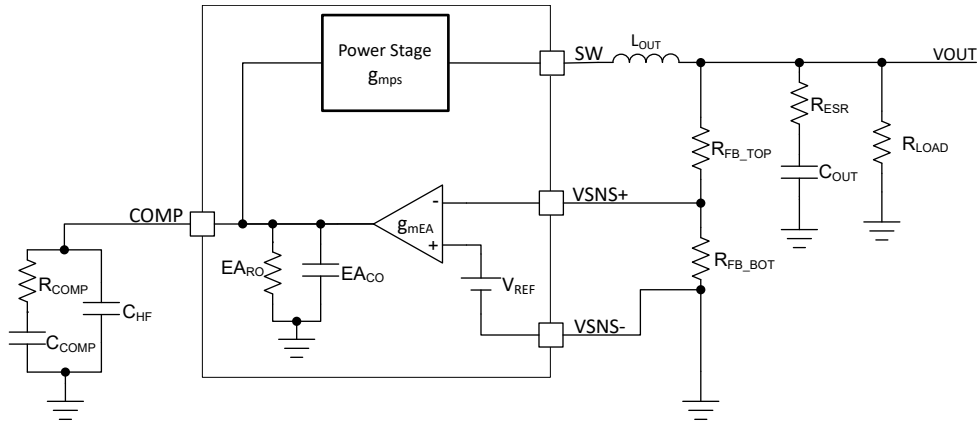 Power Stage
gmps
SW
LOUT
VOUT
RESR
RFB_TOP
RLOAD
COUT
VSNS+
COMP
-
gmEA
+
EARO
EACO
RFB_BOT
RCOMP
CHF
VREF
CCOMP
VSNS-